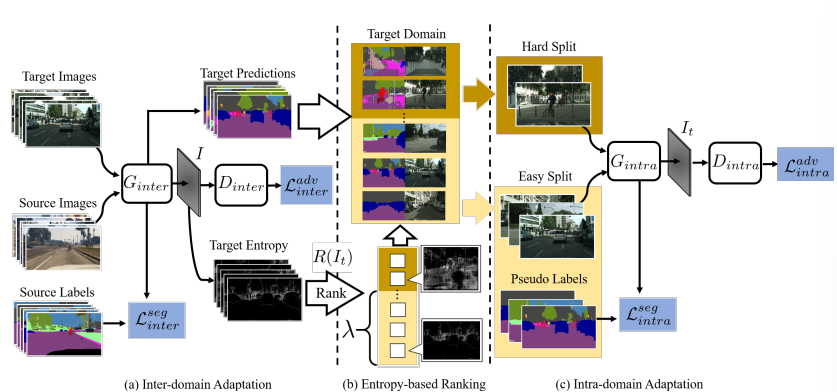 Target Images
Target Predictions
Source Images
Source Labels
G_{inter}
I
D_{inter}
\mathcal{L}_{inter}^{adv}
Target Entropy
\mathcal{L}_{inter}^{seg}
(a) Inter-domain Adaptation
Target Domain
R(I_t)
Rank
λ
(b) Entropy-based Ranking
Hard Split
Easy Split
Pseudo Labels
G_{intra}
I_t
D_{intra}
\mathcal{L}_{intra}^{adv}
\mathcal{L}_{intra}^{seg}
(c) Intra-domain Adaptation